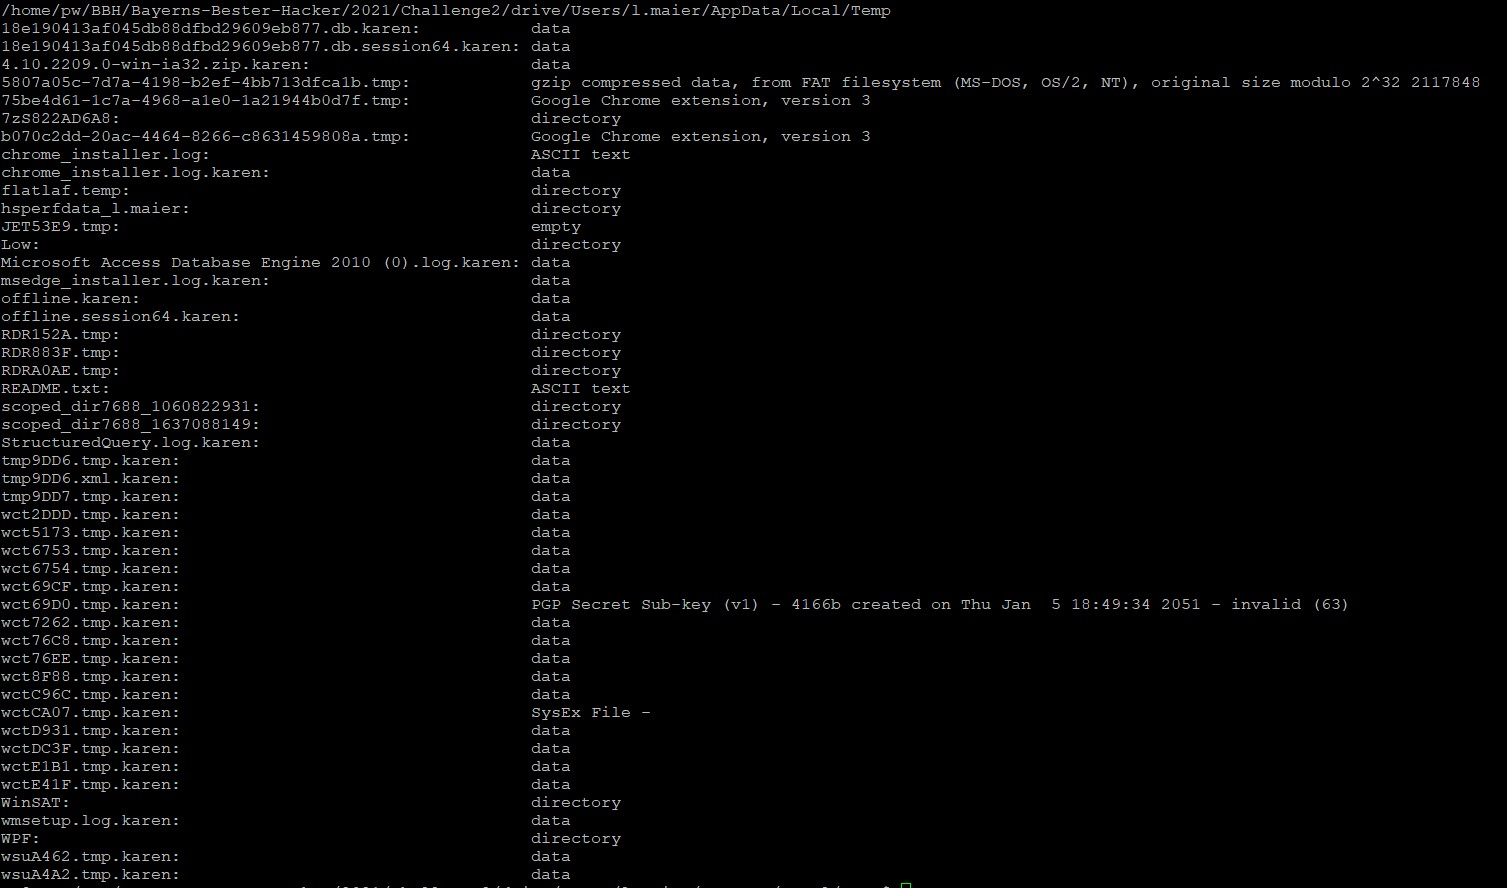 /home/pw/BBH/Bayerns-Bester-Hacker/2021/Challenge2/drive/Users/l.maier/AppData/Local/Temp
18e190413af045db88dfbd29609eb877.db.karen: data
18e190413af045db88dfbd29609eb877.db.session64.karen: data
4.10.2209.0-win-ia32.zip.karen: data
5807a05c-7d7a-4198-b2ef-4bb713dfca1b.tmp: gzip compressed data, from FAT filesystem (MS-DOS, OS/2, NT), original size modulo 2^32 2117848
75be4d61-1c7a-4968-a1e0-1a21944b0d7f.tmp: Google Chrome extension, version 3
7zS822AD6A8: directory
b070c2dd-20ac-4464-8266-c8631459808a.tmp: Google Chrome extension, version 3
chrome_installer.log: ASCII text
chrome_installer.log.karen: data
flatlaf.temp: directory
hsperfdata_l.maier: directory
JET53E9.tmp: empty
Low: directory
Microsoft Access Database Engine 2010 (0).log.karen: data
msedge_installer.log.karen: data
offline.karen: data
offline.session64.karen: data
RDR152A.tmp: directory
RDR883F.tmp: directory
RDRA0AE.tmp: directory
README.txt: ASCII text
scoped_dir7688_1060822931: directory
scoped_dir7688_1637088149: directory
StructuredQuery.log.karen: data
tmp9DD6.tmp.karen: data
tmp9DD6.xml.karen: data
tmp9DD7.tmp.karen: data
wct2DDD.tmp.karen: data
wct5173.tmp.karen: data
wct6753.tmp.karen: data
wct6754.tmp.karen: data
wct69CF.tmp.karen: data
wct69D0.tmp.karen: PGP Secret Sub-key (v1) - 4166b created on Thu Jan  5 18:49:34 2051 - invalid (63)
wct7262.tmp.karen: data
wct76C8.tmp.karen: data
wct76EE.tmp.karen: data
wct8F88.tmp.karen: data
wctC96C.tmp.karen: data
wctCA07.tmp.karen: SysEx File -
wctD931.tmp.karen: data
wctDC3F.tmp.karen: data
wctE1B1.tmp.karen: data
wctE41F.tmp.karen: data
WinSAT: directory
wmsetup.log.karen: data
WPF: directory
wsuA462.tmp.karen: data
wsuA4A2.tmp.karen: data